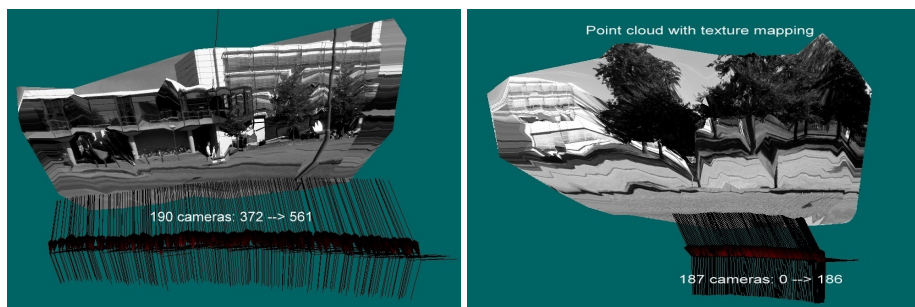 190 cameras: 372 --> 561
Point cloud with texture mapping
187 cameras: 0 --> 186